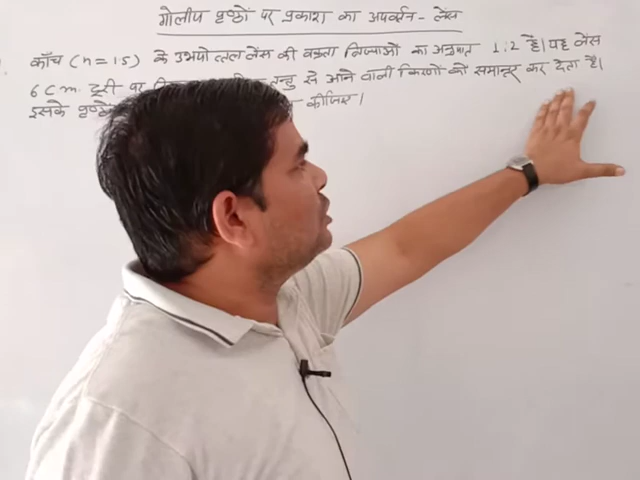 गोलीय पृष्ठों पर प्रकाश का अपवर्तन - लेंस
काँच (n = 1.5) के उभयोत्तल लेंस की वक्रता त्रिज्याओं का अनुपात 1:2 है। यह लेंस
6 cm. दूरी पर तन्तु से आने वाली किरणों को समान्तर कर देता है।
इसके कीजिए।